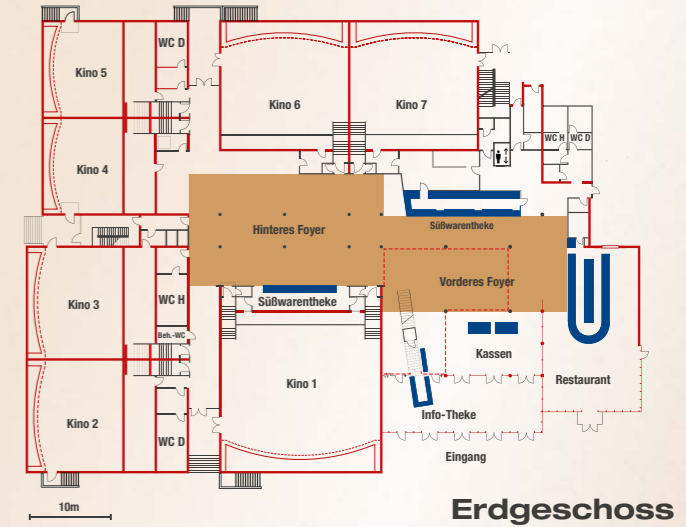 WC D
Kino 5
Kino 6
Kino 7
WC H
WC D
Kino 4
Süßwarentheke
Hinteres Foyer
Vorderes Foyer
Süßwarentheke
Kino 3
WC H
Beh.-WC
Kassen
Restaurant
Kino 1
Info-Theke
Kino 2
WC D
Eingang
10m
Erdgeschoss